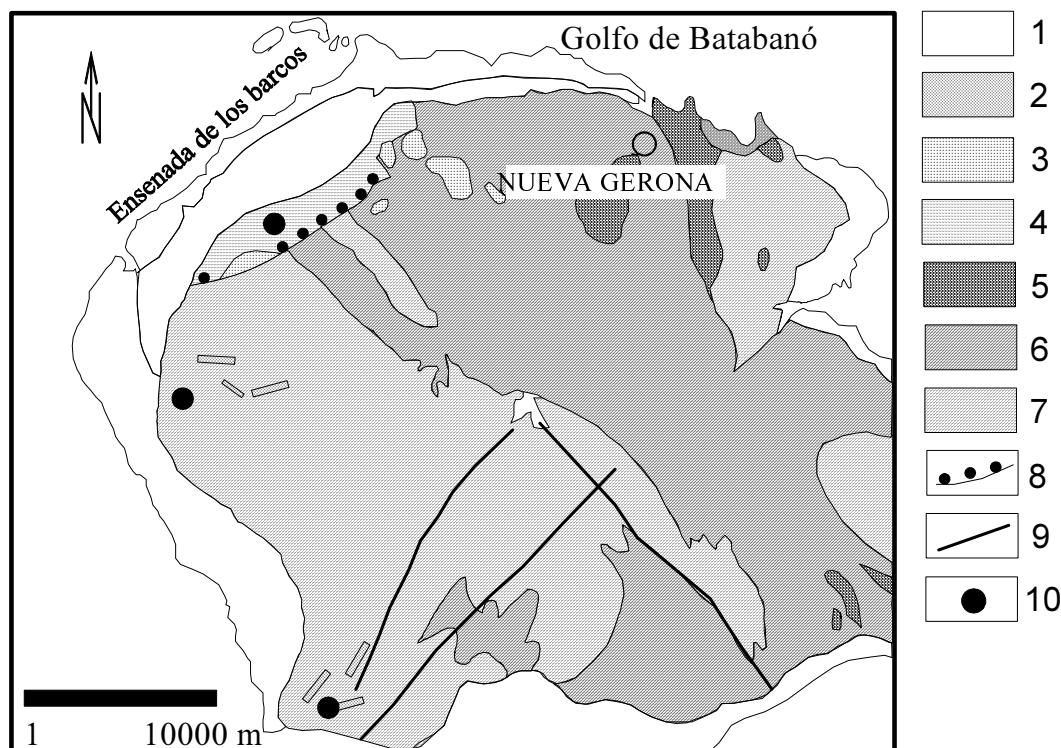 Golfo de Batabanó
Ensenada de los barcos
N
NUEVA GERONA
1 10000 m
1
2
3
4
5
6
7
8
9
10